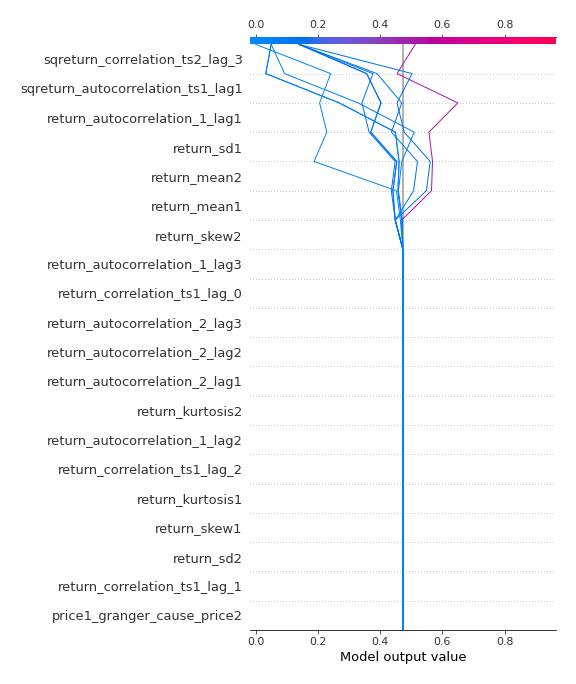 0.0 0.2 0.4 0.6 0.8
sqreturn_correlation_ts2_lag_3
sqreturn_autocorrelation_ts1_lag1
return_autocorrelation_1_lag1
return_sd1
return_mean2
return_mean1
return_skew2
return_autocorrelation_1_lag3
return_correlation_ts1_lag_0
return_autocorrelation_2_lag3
return_autocorrelation_2_lag2
return_autocorrelation_2_lag1
return_kurtosis2
return_autocorrelation_1_lag2
return_correlation_ts1_lag_2
return_kurtosis1
return_skew1
return_sd2
return_correlation_ts1_lag_1
price1_granger_cause_price2
0.0 0.2 0.4 0.6 0.8
Model output value